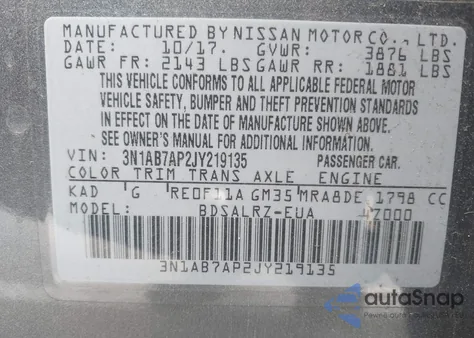 MANUFACTURED BY NISSAN MOTOR CO., LTD.
DATE: 10/17. GVWR: 3876 LBS
GAWR FR: 2143 LBS GAWR RR: 1881 LBS
THIS VEHICLE CONFORMS TO ALL APPLICABLE FEDERAL MOTOR
VEHICLE SAFETY, BUMPER AND THEFT PREVENTION STANDARDS
IN EFFECT ON THE DATE OF MANUFACTURE SHOWN ABOVE.
SEE OWNER'S MANUAL FOR ADDITIONAL INFORMATION.
VIN: 3N1AB7AP2JY219135 PASSENGER CAR.
COLOR TRIM TRANS AXLE ENGINE
KAD G RE0F11A GM35 MRA8DE 1798 CC
MODEL: BDSALRZ-EUA 47000
3N1AB7AP2JY219135
autoSnap